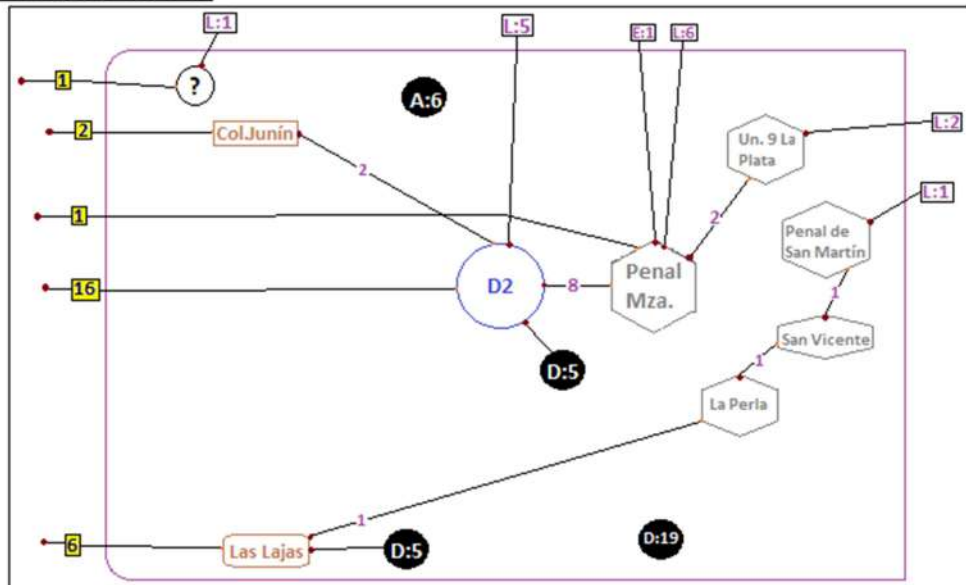 L:1
L:5
E:1
L:6
1
?
A:6
2
Col.Junín
2
Un. 9 La
Plata
L:2
L:1
1
2
Penal de
San Martín
16
D2
8
Penal
Mza.
1
San Vicente
D:5
1
La Perla
1
6
Las Lajas
D:5
D:19